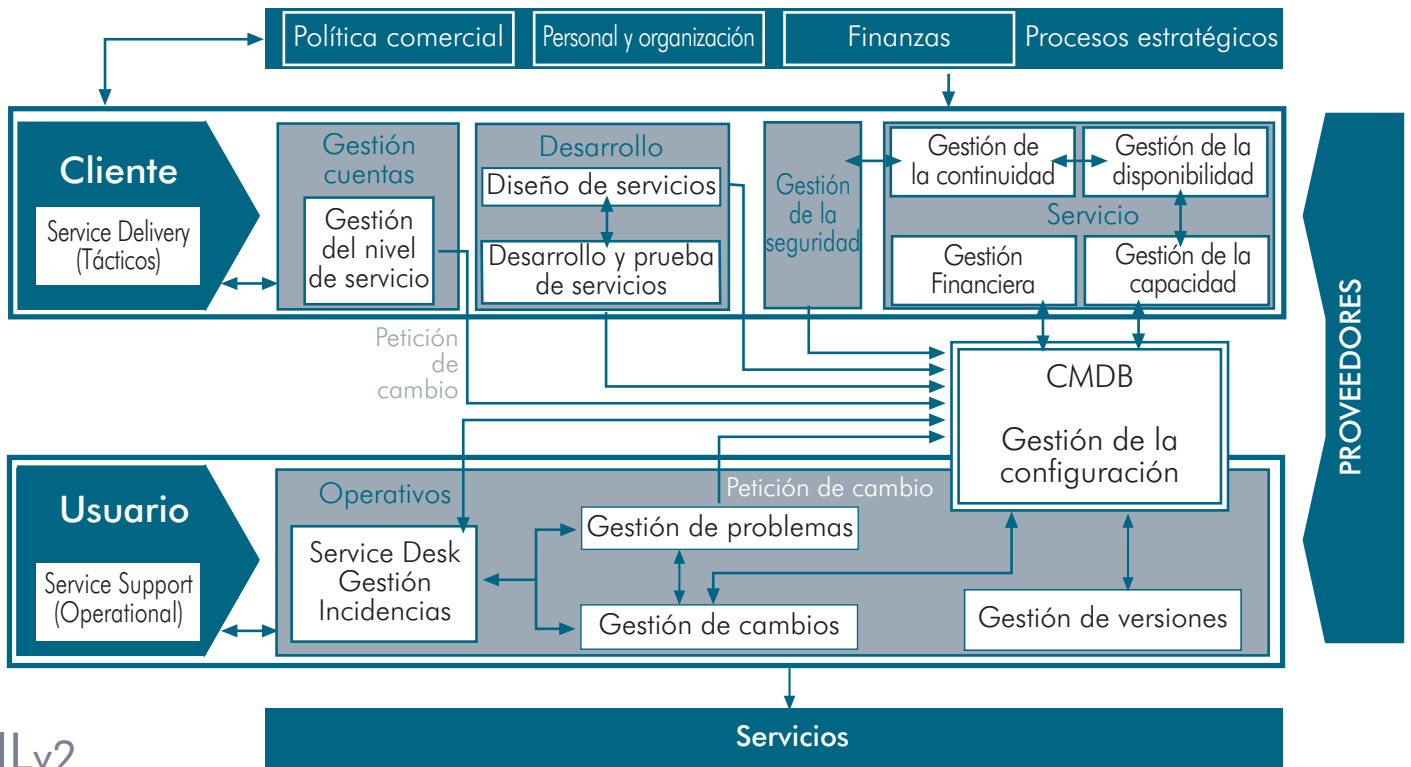 Política comercial
Personal y organización
Finanzas
Procesos estratégicos
Cliente
Service Delivery
(Tácticos)
Gestión
cuentas
Gestión
del nivel
de servicio
Desarrollo
Diseño de servicios
Desarrollo y prueba
de servicios
Gestión
de la
seguridad
Gestión de
la continuidad
Gestión de la
disponibilidad
Servicio
Gestión
Financiera
Gestión de la
capacidad
PROVEEDORES
Petición
de
cambio
CMDB
Gestión de la
configuración
Usuario
Service Support
(Operational)
Operativos
Service Desk
Gestión
Incidencias
Petición de cambio
Gestión de problemas
Gestión de cambios
Gestión de versiones
Servicios